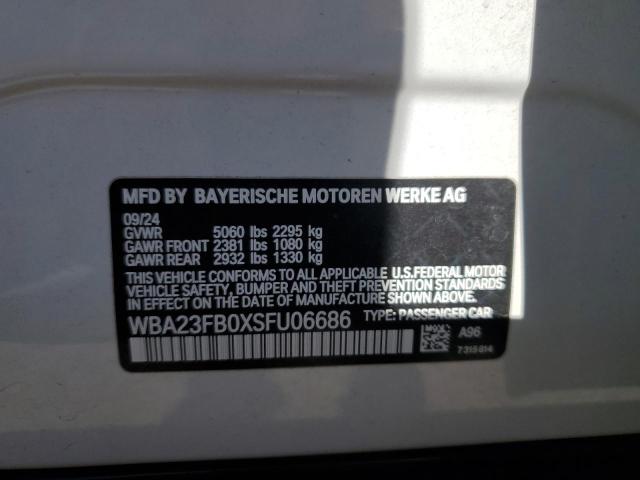 MFD BY BAYERISCHE MOTOREN WERKE AG
09/24
GVWR 5060 lbs 2295 kg
GAWR FRONT 2381 lbs 1080 kg
GAWR REAR 2932 lbs 1330 kg
THIS VEHICLE CONFORMS TO ALL APPLICABLE U.S.FEDERAL MOTOR
VEHICLE SAFETY, BUMPER AND THEFT PREVENTION
STANDARDS IN EFFECT ON THE DATE OF MANUFACTURE SHOWN ABOVE.
WBA23FB0XSFU06686 TYPE: PASSENGER CAR
A96
7315814